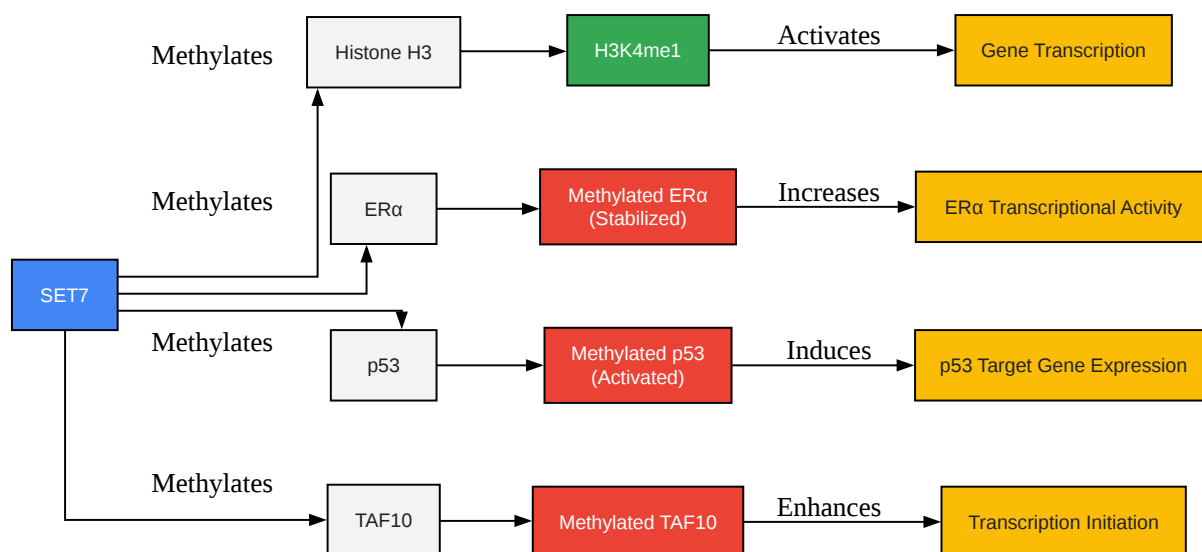 Methylates
Histone H3
H3K4me1
Activates
Gene Transcription
Methylates
ERα
Methylated ERα
(Stabilized)
Increases
ERα Transcriptional Activity
SET7
Methylates
p53
Methylated p53
(Activated)
Induces
p53 Target Gene Expression
Methylates
TAF10
Methylated TAF10
Enhances
Transcription Initiation